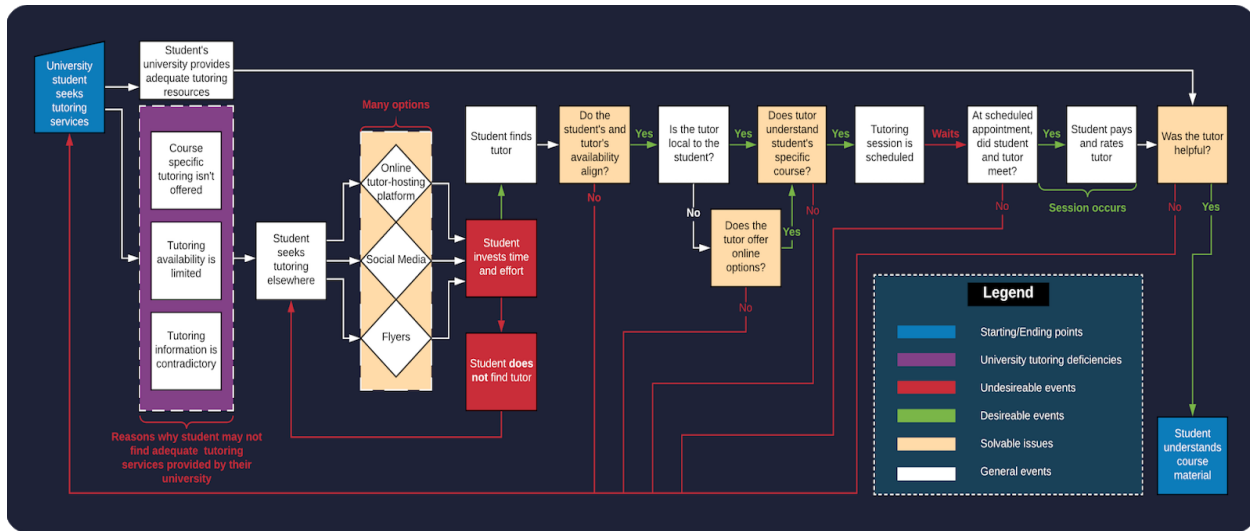 University
student
seeks
tutoring
services
Student's
university provides
adequate tutoring
resources
Course
specific
tutoring isn't
offered
Tutoring
availability is
limited
Tutoring
information is
contradictory
Reasons why student may not
find adequate tutoring
services provided by their
university
Student
seeks
tutoring
elsewhere
Many options
Online
tutor-hosting
platform
Social Media
Flyers
Student finds
tutor
Student
invests time
and effort
Student does
not find tutor
Do the
student's and
tutor's
availability
align?
Yes
No
Is the tutor
local to the
student?
Yes
No
Does the
tutor offer
online
options?
Yes
No
Does tutor
understand
student's
specific
course?
Yes
No
Tutoring
session is
scheduled
Waits
At scheduled
appointment,
did student
and tutor
meet?
Yes
No
Student pays
and rates
tutor
Session occurs
Was the tutor
helpful?
No
Yes
Legend
Starting/Ending points
University tutoring deficiencies
Undesireable events
Desireable events
Solvable issues
General events
Student
understands
course
material